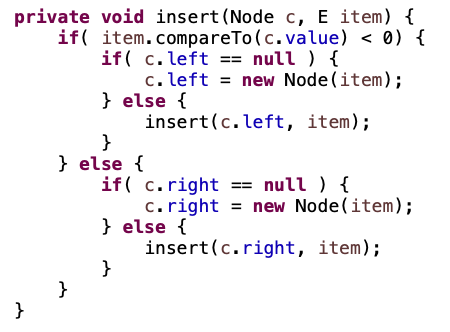 private void insert(Node c, E item) {
    if( item.compareTo(c.value) < 0) {
        if( c.left == null ) {
            c.left = new Node(item);
        } else {
            insert(c.left, item);
        }
    } else {
        if( c.right == null ) {
            c.right = new Node(item);
        } else {
            insert(c.right, item);
        }
    }
}